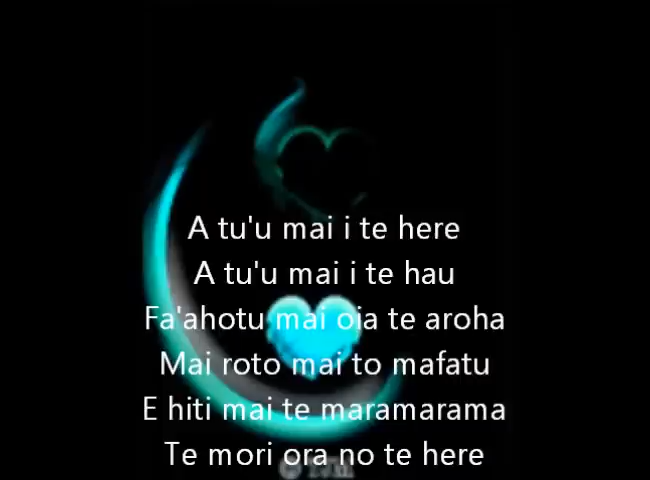 A tu'u mai i te here
A tu'u mai i te hau
Fa'ahotu mai oia te aroha
Mai roto mai to mafatu
E hiti mai te maramarama
Te mori ora no te here